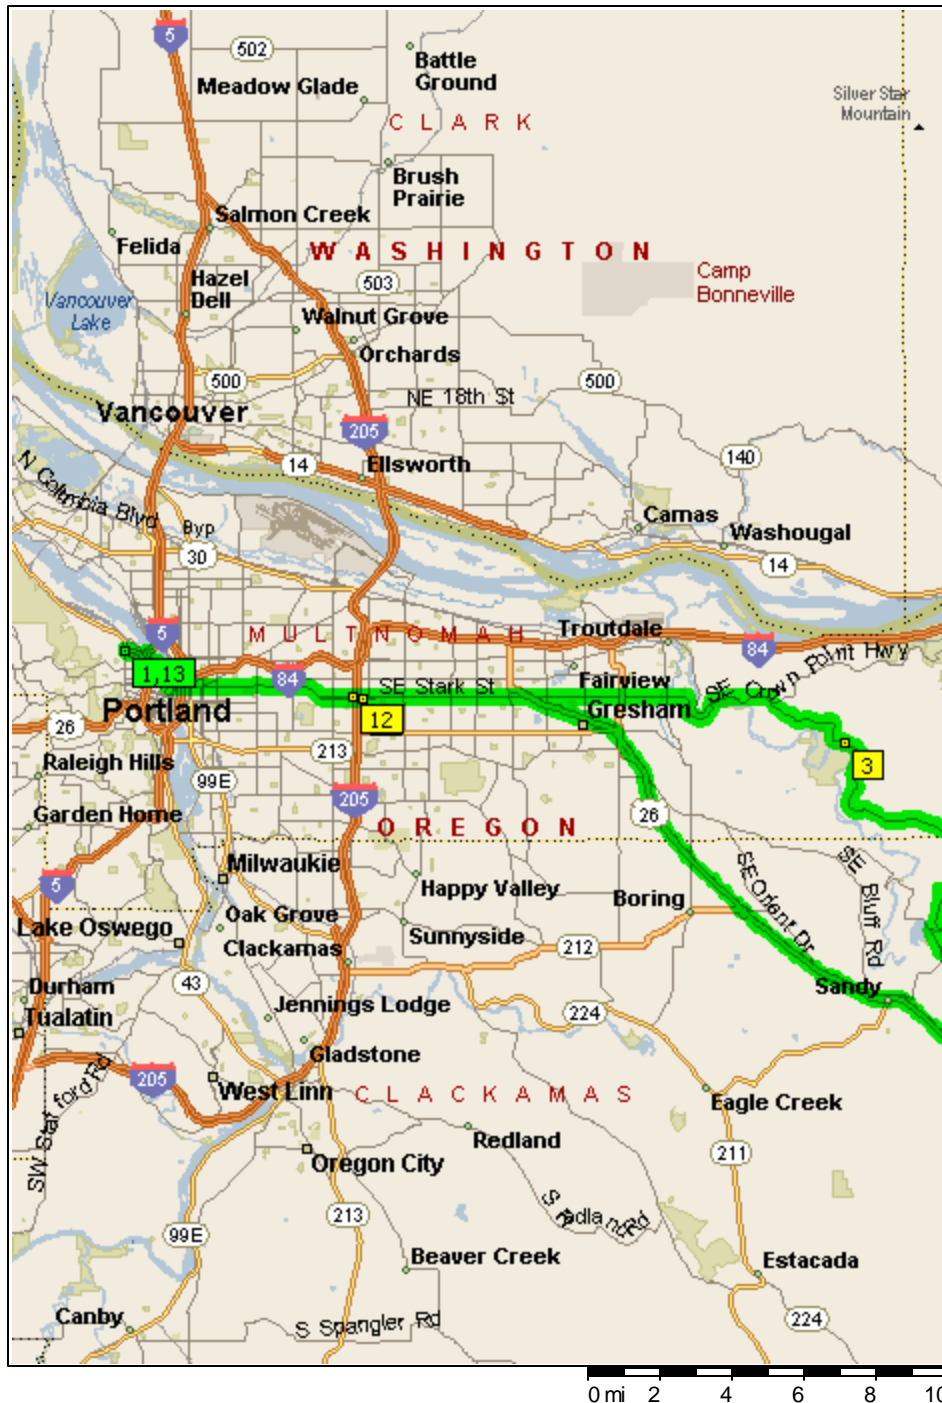 5
502
Battle
Ground
Meadow Glade
Silver Star
Mountain
C L A R K
Brush
Prairie
Salmon Creek
Felida
W A S H I N G T O N
Hazel
Dell
503
Camp
Bonneville
Vancouver
Lake
Walnut Grove
Orchards
500
500
NE 18th St
Vancouver
205
14
Ellsworth
140
N Columbia Blvd
Byp
30
Camas
Washougal
14
5
M U L T N O M A H
Troutdale
84
SE Crown Point Hwy
1,13
84
SE Stark St
Fairview
Portland
12
Gresham
26
213
Raleigh Hills
99E
3
205
Garden Home
O R E G O N
26
Milwaukie
5
Happy Valley
SE Orient Dr
SE Bluff Rd
Boring
Oak Grove
Lake Oswego
Clackamas
Sunnyside
212
43
Durham
Sandy
Tualatin
Jennings Lodge
224
Gladstone
205
West Linn
C L A C K A M A S
Eagle Creek
SW Stafford Rd
Redland
211
Oregon City
S Redland Rd
213
99E
Beaver Creek
Estacada
Canby
S Spangler Rd
224
0 mi 2 4 6 8 10